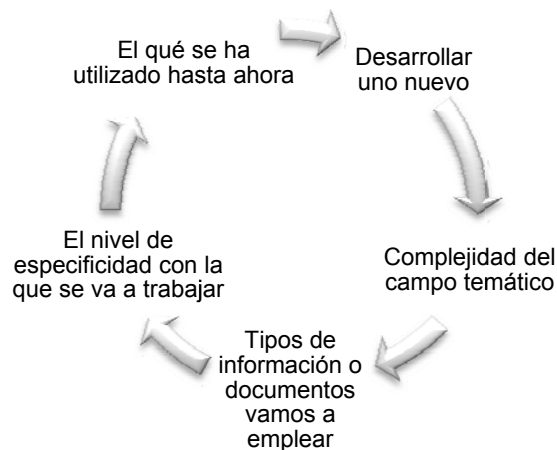 El qué se ha
utilizado hasta ahora
Desarrollar
uno nuevo
Complejidad del
campo temático
Tipos de
información o
documentos
vamos a
emplear
El nivel de
especificidad con la
que se va a trabajar